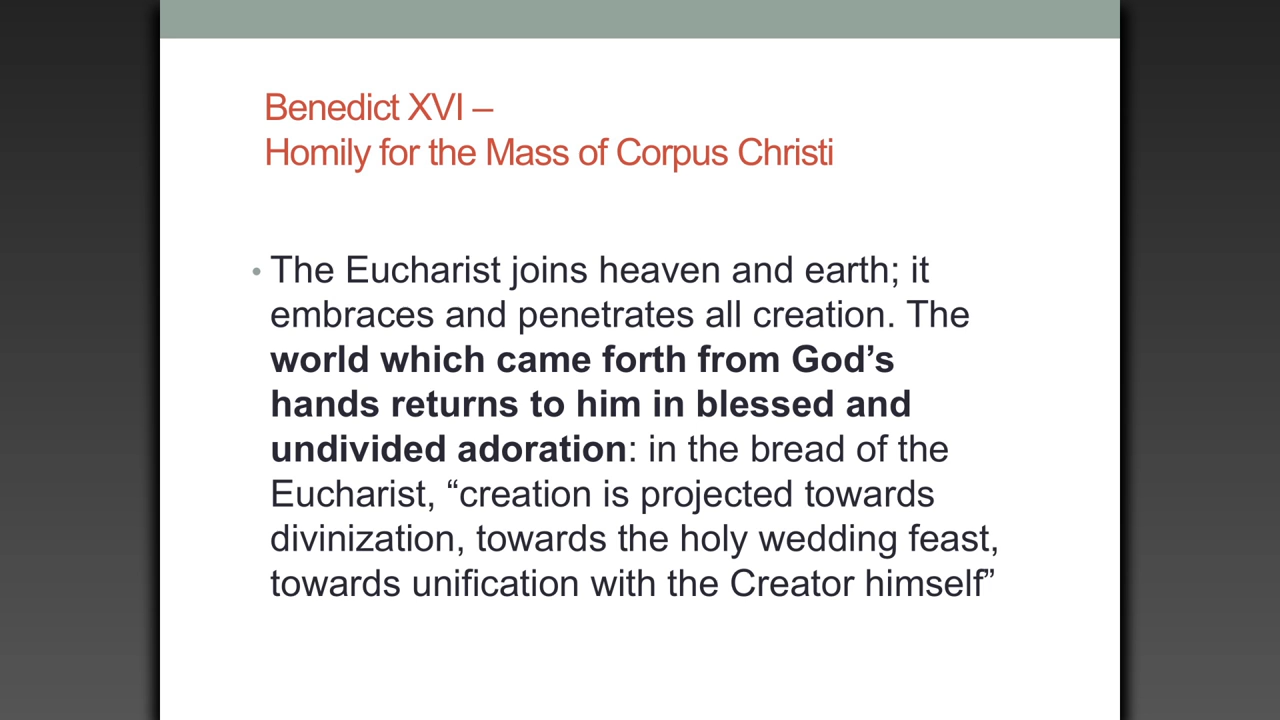 Benedict XVI –
Homily for the Mass of Corpus Christi
• The Eucharist joins heaven and earth; it
embraces and penetrates all creation. The
world which came forth from God’s
hands returns to him in blessed and
undivided adoration: in the bread of the
Eucharist, “creation is projected towards
divinization, towards the holy wedding feast,
towards unification with the Creator himself”